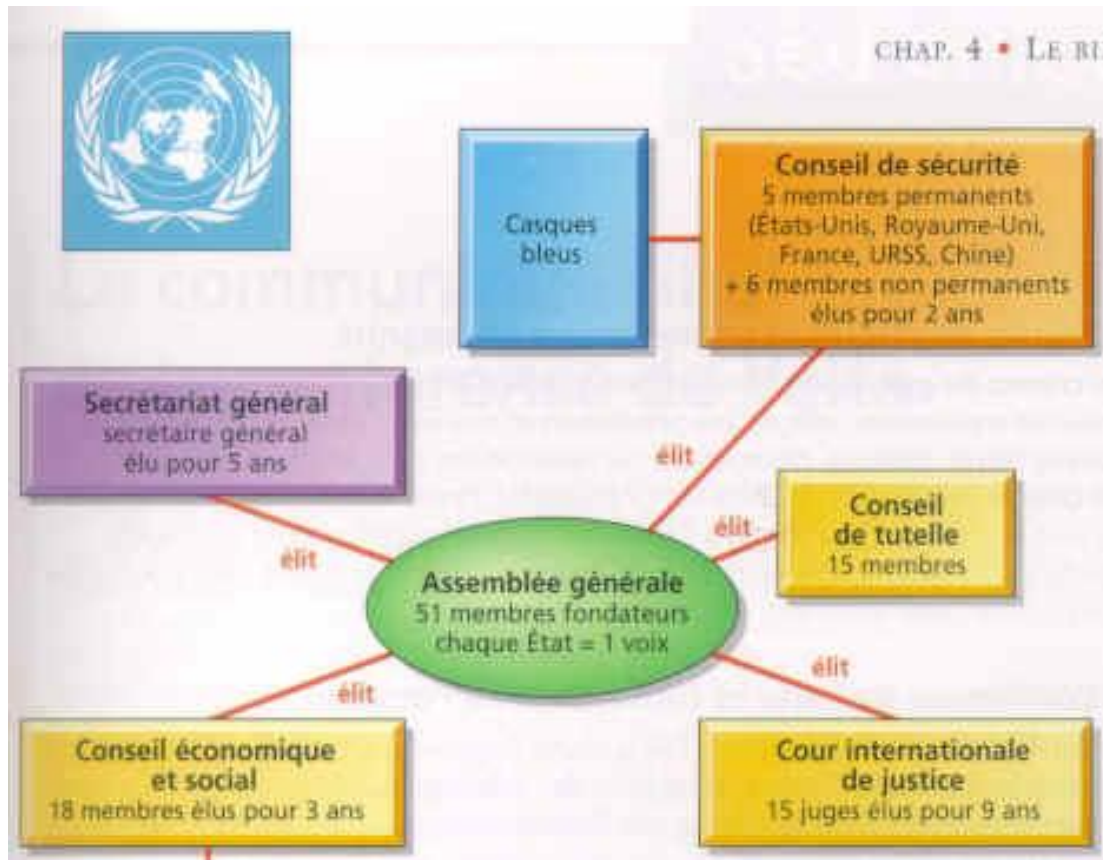 CHAP. 4 • LE BI
Conseil de sécurité
5 membres permanents
(États-Unis, Royaume-Uni,
France, URSS, Chine)
+ 6 membres non permanents
élus pour 2 ans
Casques
bleus
Secrétariat général
secrétaire général
élu pour 5 ans
élit
élit
élit
Conseil
de tutelle
15 membres
Assemblée générale
51 membres fondateurs
chaque État = 1 voix
élit
élit
Conseil économique
et social
18 membres élus pour 3 ans
Cour internationale
de justice
15 juges élus pour 9 ans